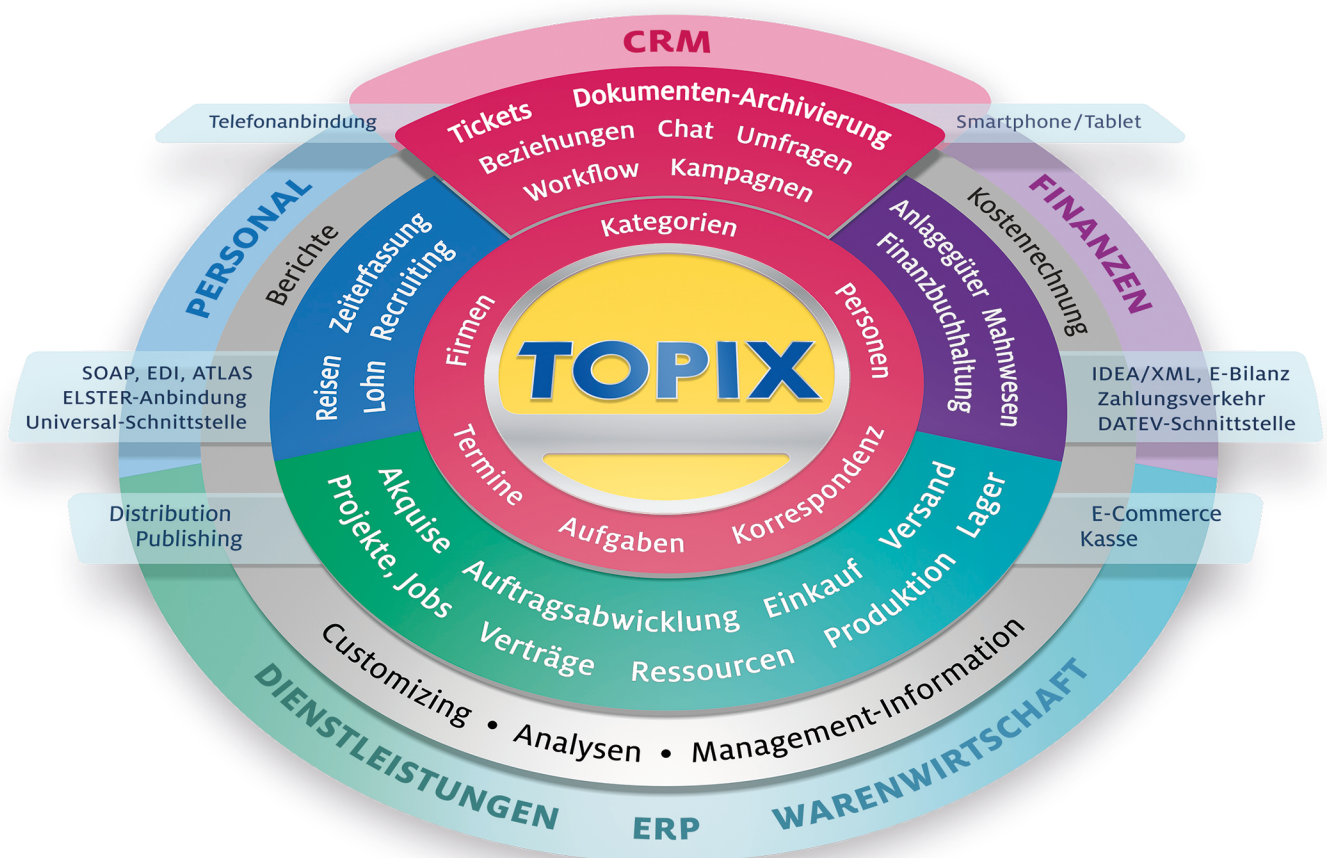 CRM
Tickets
Dokumenten-Archivierung
Beziehungen
Chat
Umfragen
Workflow
Kampagnen
Telefonanbindung
Smartphone/Tablet
PERSONAL
Berichte
Reisen
Zeiterfassung
Lohn
Recruiting
Kategorien
Firmen
Personen
TOPIX
Termine
Aufgaben
Korrespondenz
Anlagegüter
Mahnwesen
Finanzbuchhaltung
Kostenrechnung
FINANZEN
SOAP, EDI, ATLAS
ELSTER-Anbindung
Universal-Schnittstelle
IDEA/XML, E-Bilanz
Zahlungsverkehr
DATEV-Schnittstelle
Distribution
Publishing
E-Commerce
Kasse
Akquise
Projekte, Jobs
Auftragsabwicklung
Verträge
Ressourcen
Einkauf
Versand
Produktion
Lager
Customizing • Analysen • Management-Information
DIENSTLEISTUNGEN
ERP
WARENWIRTSCHAFT